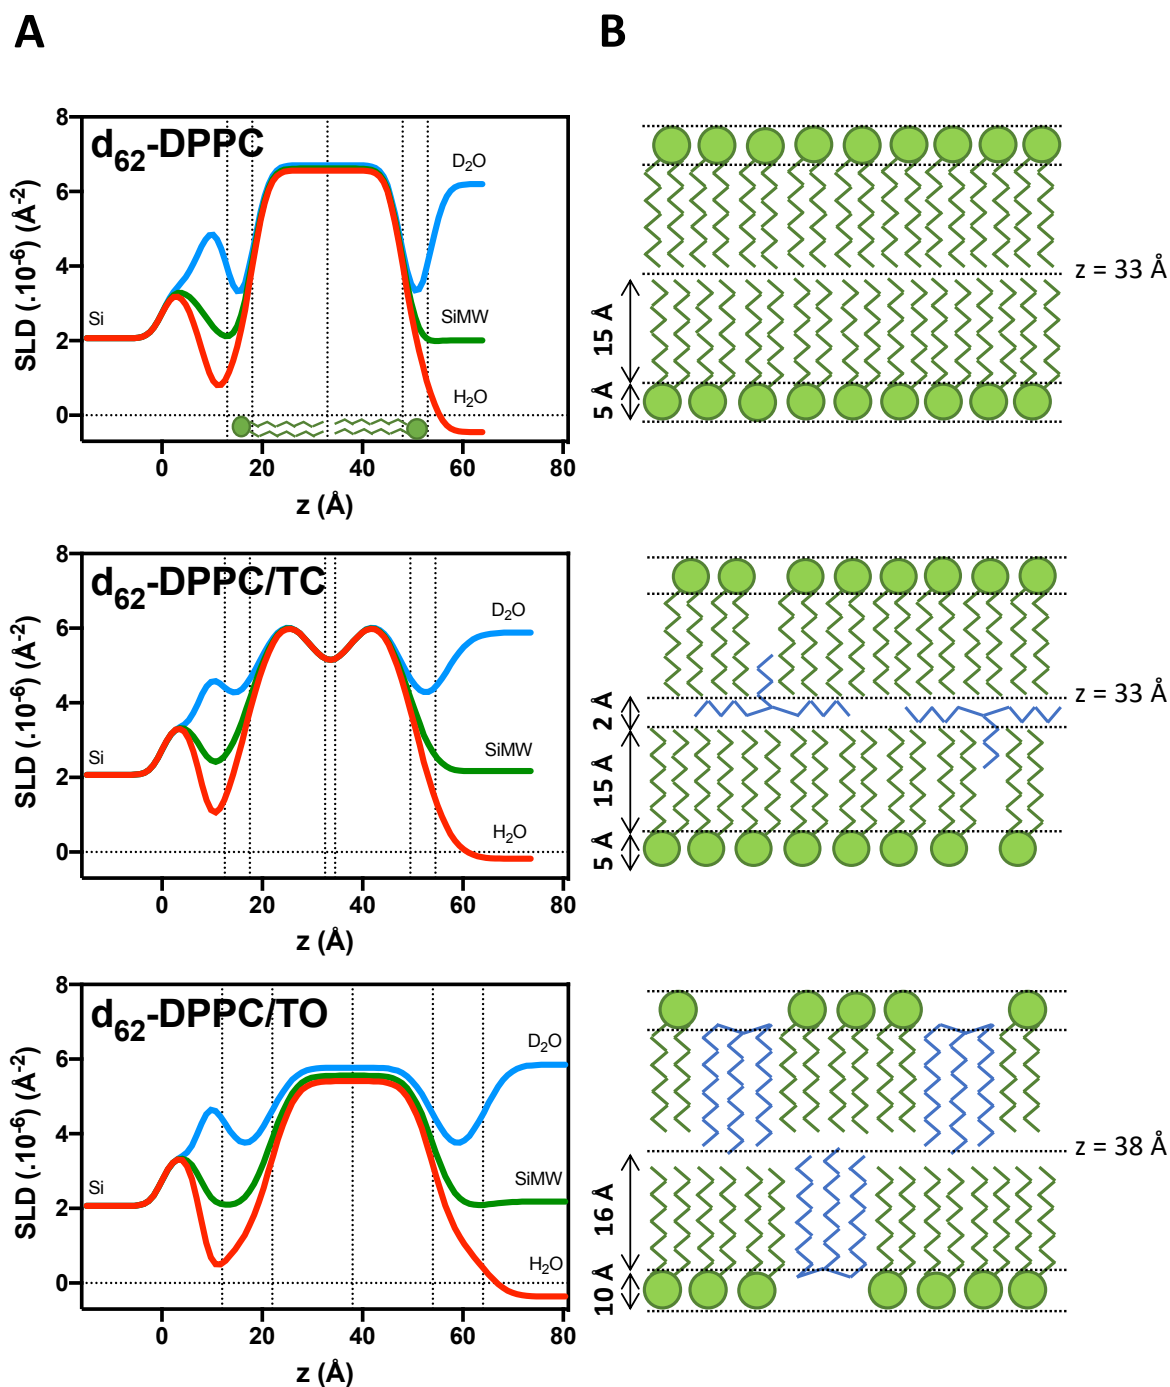 A
B
d62-DPPC
SLD (.10-6) (Å-2)
8
6
4
2
0
Si
D2O
SiMW
H2O
0
20
40
60
80
z (Å)
15 Å
5 Å
z = 33 Å
d62-DPPC/TC
SLD (.10-6) (Å-2)
8
6
4
2
0
Si
D2O
SiMW
H2O
0
20
40
60
80
z (Å)
2 Å
15 Å
5 Å
z = 33 Å
d62-DPPC/TO
SLD (.10-6) (Å-2)
8
6
4
2
0
Si
D2O
SiMW
H2O
0
20
40
60
80
z (Å)
16 Å
10 Å
z = 38 Å